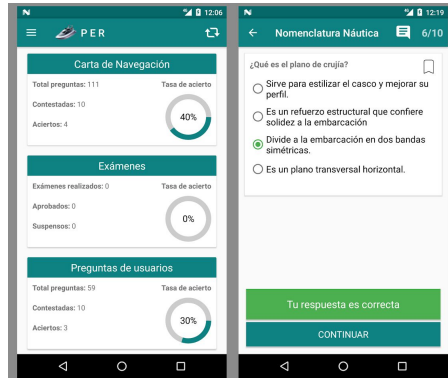 12:06
PER
Carta de Navegación
Total preguntas: 111
Tasa de acierto
Contestadas: 10
Aciertos: 4
40%
Exámenes
Exámenes realizados: 0
Tasa de acierto
Aprobados: 0
Suspensos: 0
0%
Preguntas de usuarios
Total preguntas: 59
Tasa de acierto
Contestadas: 10
Aciertos: 3
30%
12:19
Nomenclatura Náutica
6/10
¿Qué es el plano de crujía?
Sirve para estilizar el casco y mejorar su
perfil.
Es un refuerzo estructural que confiere
solidez a la embarcación
Divide a la embarcación en dos bandas
simétricas.
Es un plano transversal horizontal.
Tu respuesta es correcta
CONTINUAR